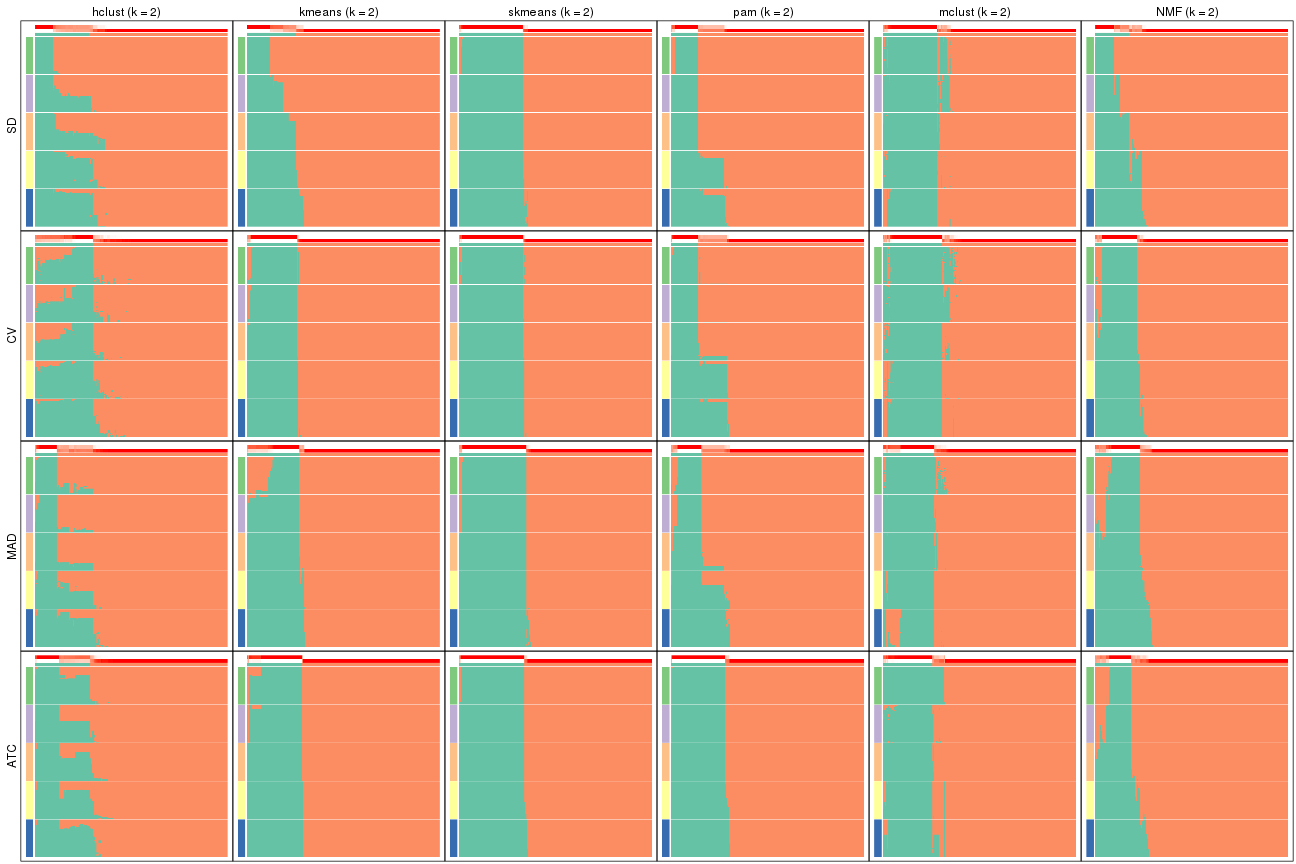 hclust (k = 2) kmeans (k = 2) skmeans (k = 2) pam (k = 2) mclust (k = 2) NMF (k = 2)
SD
CV
MAD
ATC